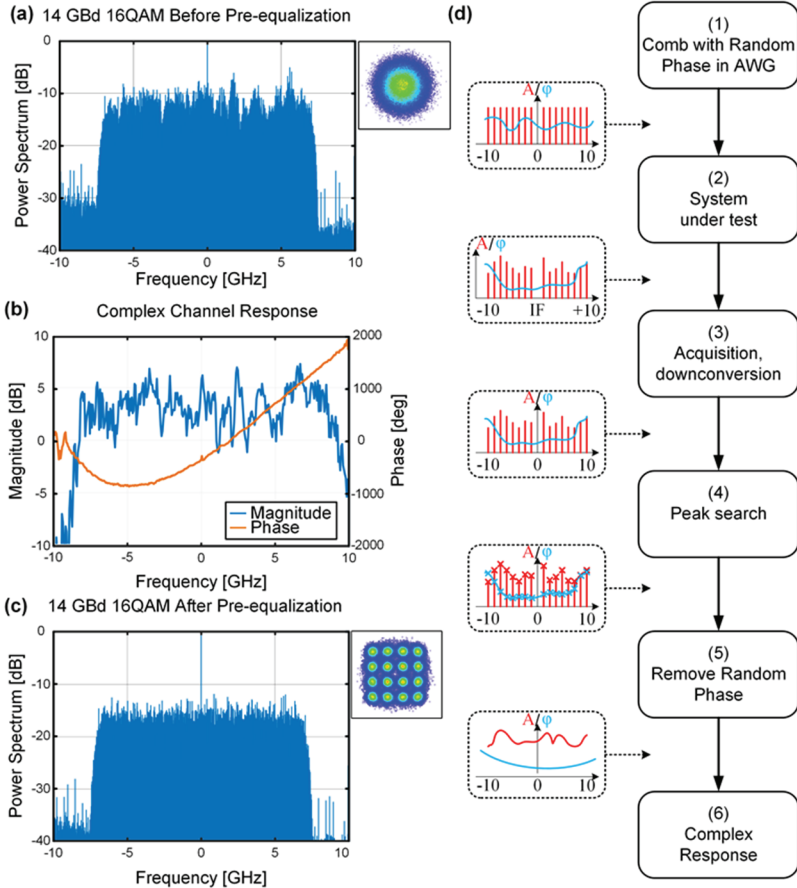 (a) 14 GBd 16QAM Before Pre-equalization
0
-10
-20
-30
-40
Power Spectrum [dB]
-10
-5
0
5
10
Frequency [GHz]
(b) Complex Channel Response
10
5
0
-5
-10
Magnitude [dB]
2000
1000
0
-1000
-2000
Phase [deg]
Magnitude
Phase
-10
-5
0
5
10
Frequency [GHz]
(c) 14 GBd 16QAM After Pre-equalization
0
-10
-20
-30
-40
Power Spectrum [dB]
-10
-5
0
5
10
Frequency [GHz]
(d)
(1)
Comb with Random
Phase in AWG
A/φ
-10 0 10
(2)
System
under test
A/φ
-10 IF +10
(3)
Acquisition,
downconversion
A/φ
-10 0 10
(4)
Peak search
A/φ
-10 0 10
(5)
Remove Random
Phase
A/φ
-10 0 10
(6)
Complex
Response